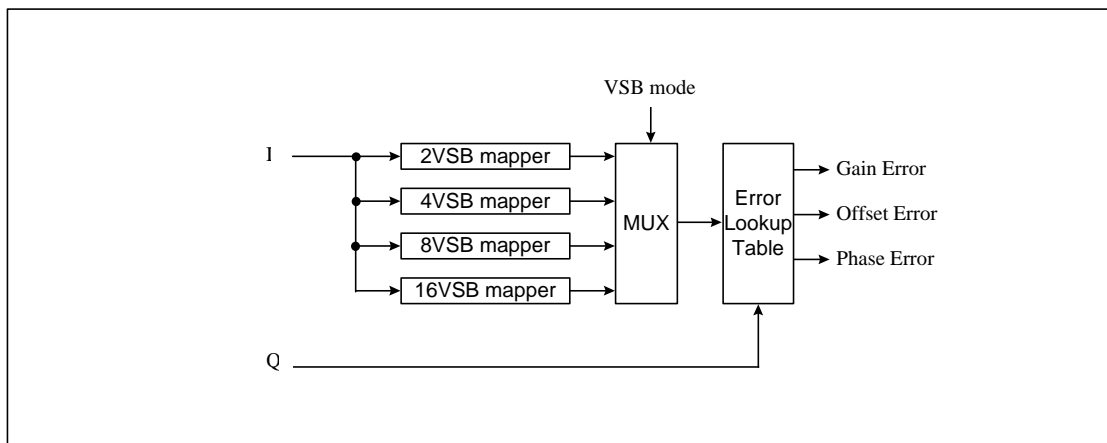 VSB mode
I
2VSB mapper
4VSB mapper
8VSB mapper
16VSB mapper
MUX
Error
Lookup
Table
Gain Error
Offset Error
Phase Error
Q